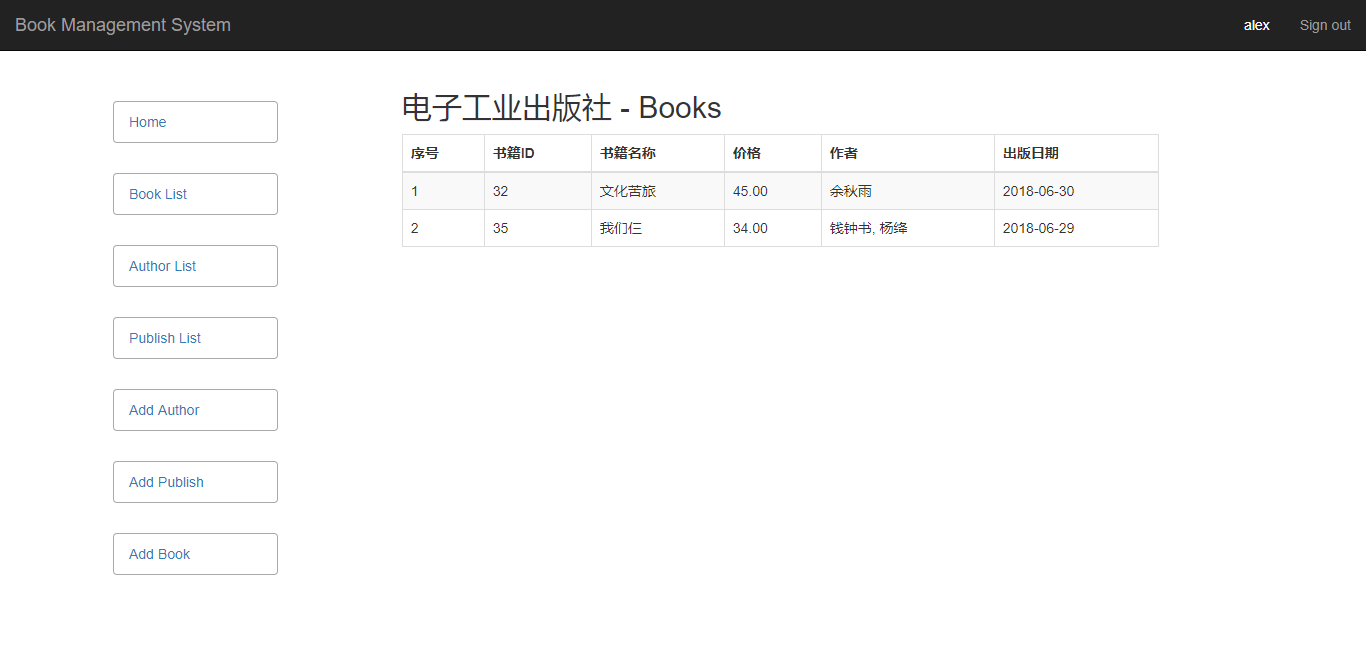 Book Management System alex Sign out
Home
Book List
Author List
Publish List
Add Author
Add Publish
Add Book
电子工业出版社 - Books
序号 书籍ID 书籍名称 价格 作者 出版日期
1 32 文化苦旅 45.00 余秋雨 2018-06-30
2 35 我们仨 34.00 钱钟书, 杨绛 2018-06-29